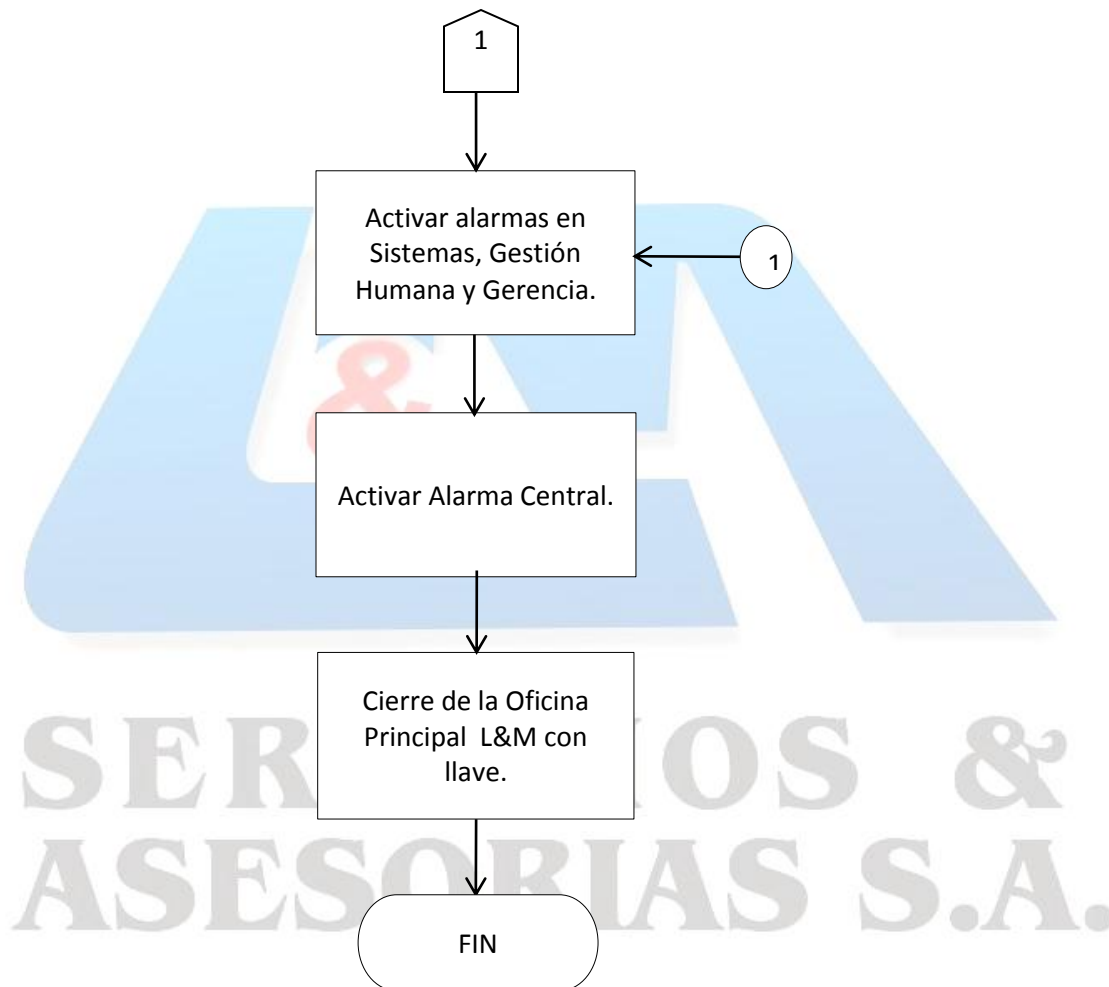 1
Activar alarmas en
Sistemas, Gestión
Humana y Gerencia.
1
&
Activar Alarma Central.
Cierre de la Oficina
Principal L&M con
llave.
&
ASESORIAS S.A.
FIN